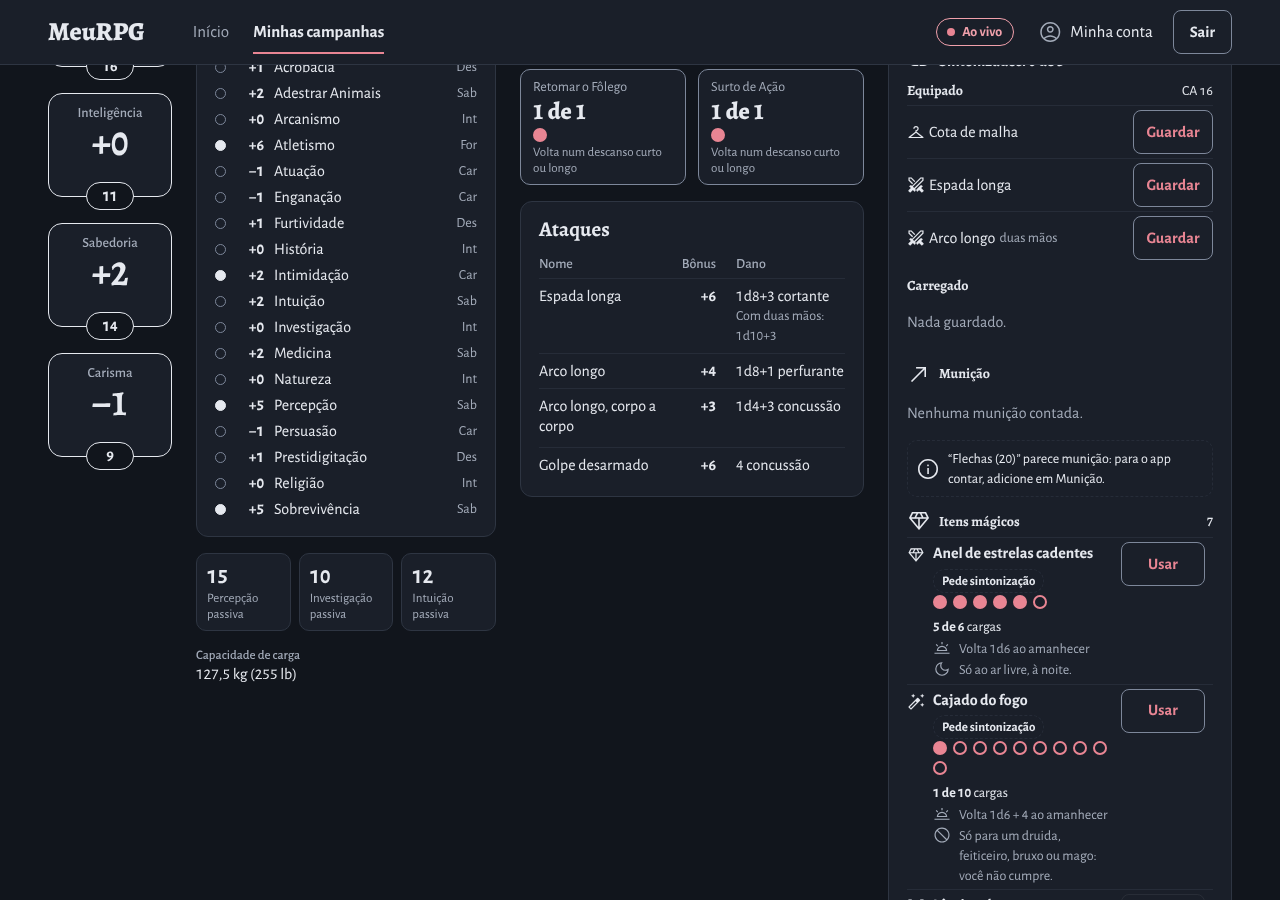 MeuRPG
Início
Minhas campanhas
Ao vivo
Minha conta
Sair
16
Inteligência
+0
11
Sabedoria
+2
14
Carisma
−1
9
+1 Acrobacia Des
+2 Adestrar Animais Sab
+0 Arcanismo Int
+6 Atletismo For
−1 Atuação Car
−1 Enganação Car
+1 Furtividade Des
+0 História Int
+2 Intimidação Car
+2 Intuição Sab
+0 Investigação Int
+2 Medicina Sab
+0 Natureza Int
+5 Percepção Sab
−1 Persuasão Car
+1 Prestidigitação Des
+0 Religião Int
+5 Sobrevivência Sab
15
Percepção
passiva
10
Investigação
passiva
12
Intuição
passiva
Capacidade de carga
127,5 kg (255 lb)
Retomar o Fôlego
1 de 1
Volta num descanso curto
ou longo
Surto de Ação
1 de 1
Volta num descanso curto
ou longo
Ataques
Nome Bônus Dano
Espada longa +6 1d8+3 cortante
Com duas mãos:
1d10+3
Arco longo +4 1d8+1 perfurante
Arco longo, corpo a
corpo
+3 1d4+3 concussão
Golpe desarmado +6 4 concussão
Equipado CA 16
Cota de malha Guardar
Espada longa Guardar
Arco longo duas mãos Guardar
Carregado
Nada guardado.
Munição
Nenhuma munição contada.
“Flechas (20)” parece munição: para o app
contar, adicione em Munição.
Itens mágicos 7
Anel de estrelas cadentes Usar
Pede sintonização
5 de 6 cargas
Volta 1d6 ao amanhecer
Só ao ar livre, à noite.
Cajado do fogo Usar
Pede sintonização
1 de 10 cargas
Volta 1d6 + 4 ao amanhecer
Só para um druida,
feiticeiro, bruxo ou mago:
você não cumpre.